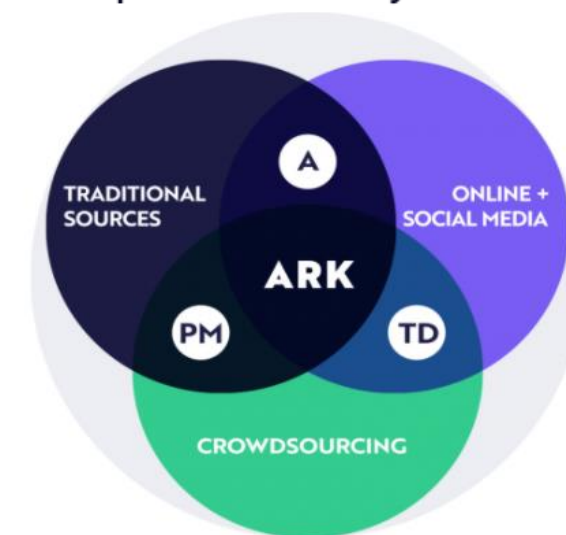 A
TRADITIONAL
SOURCES
ONLINE +
SOCIAL MEDIA
ARK
PM
TD
CROWDSOURCING